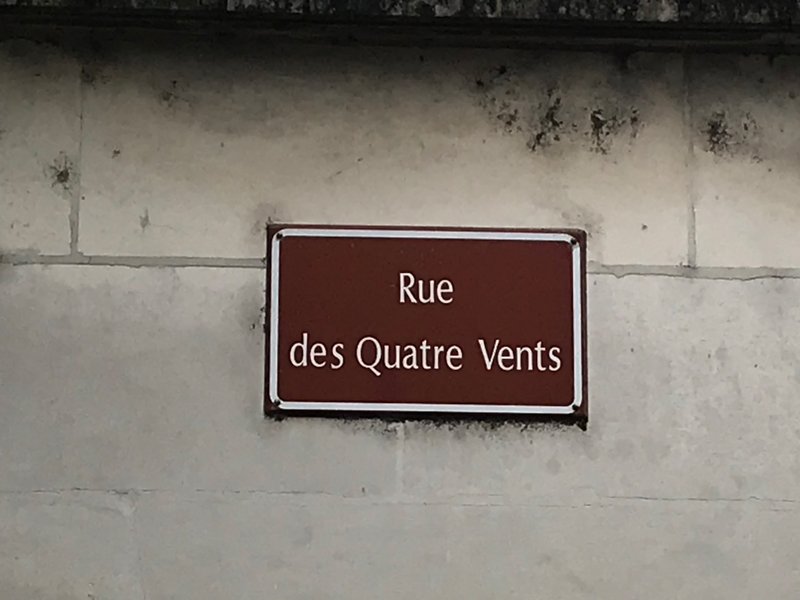 Rue
des Quatre Vents